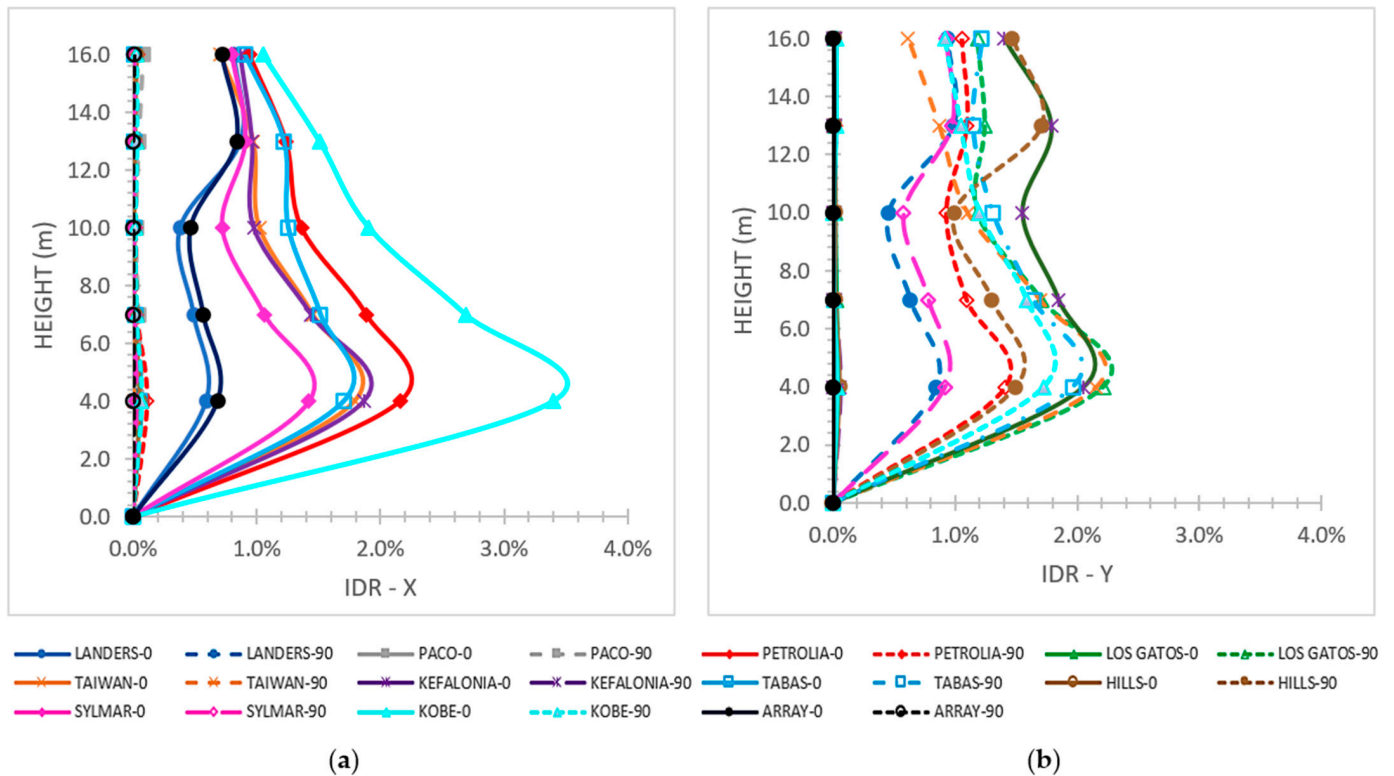 16.0
14.0
12.0
10.0
8.0
6.0
4.0
2.0
0.0
HEIGHT (m)
0.0% 1.0% 2.0% 3.0% 4.0%
IDR - X
16.0
14.0
12.0
10.0
8.0
6.0
4.0
2.0
0.0
HEIGHT (m)
0.0% 1.0% 2.0% 3.0% 4.0%
IDR - Y
LANDERS-0 LANDERS-90 PACO-0 PACO-90 PETROLIA-0 PETROLIA-90 LOS GATOS-0 LOS GATOS-90
TAIWAN-0 TAIWAN-90 KEFALONIA-0 KEFALONIA-90 TABAS-0 TABAS-90 HILLS-0 HILLS-90
SYLMAR-0 SYLMAR-90 KOBE-0 KOBE-90 ARRAY-0 ARRAY-90
(a) (b)